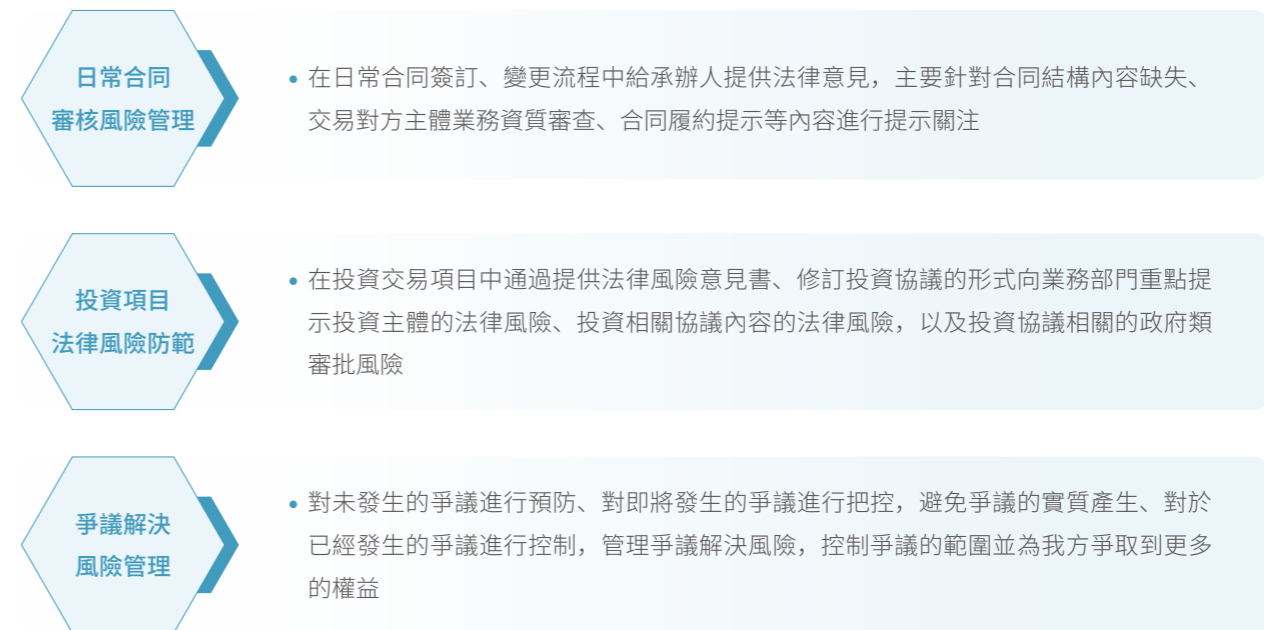 日常合同
審核風險管理
• 在日常合同簽訂、變更流程中給承辦人提供法律意見，主要針對合同結構內容缺失、
交易對方主體業務資質審查、合同履約提示等內容進行提示關注
投資項目
法律風險防範
• 在投資交易項目中通過提供法律風險意見書、修訂投資協議的形式向業務部門重點提
示投資主體的法律風險、投資相關協議內容的法律風險，以及投資協議相關的政府類
審批風險
爭議解決
風險管理
• 對未發生的爭議進行預防、對即將發生的爭議進行把控，避免爭議的實質產生、對於
已經發生的爭議進行控制，管理爭議解決風險，控制爭議的範圍並為我方爭取到更多
的權益